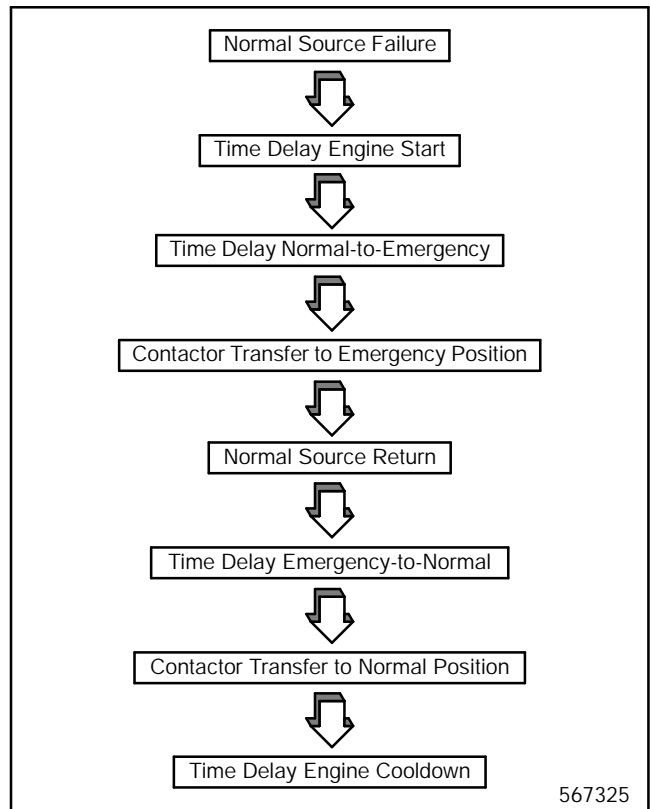 Normal Source Failure
Time Delay Engine Start
Time Delay Normal-to-Emergency
Contactor Transfer to Emergency Position
Normal Source Return
Time Delay Emergency-to-Normal
Contactor Transfer to Normal Position
Time Delay Engine Cooldown
567325